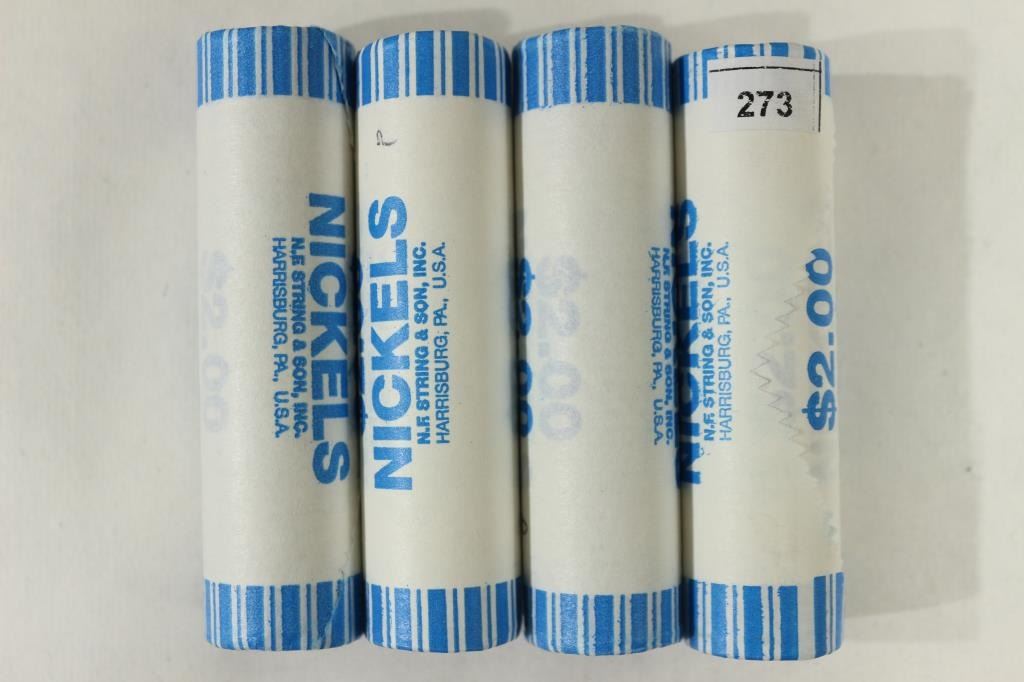 $2.00
NICKELS
N.F. STRING & SON, INC.
HARRISBURG, PA., U.S.A.
NICKELS
N.F. STRING & SON, INC.
HARRISBURG, PA., U.S.A.
$2.00
$2.00
N.F. STRING & SON, INC.
HARRISBURG, PA., U.S.A.
273
NICKELS
N.F. STRING & SON, INC.
HARRISBURG, PA., U.S.A.
$2.00